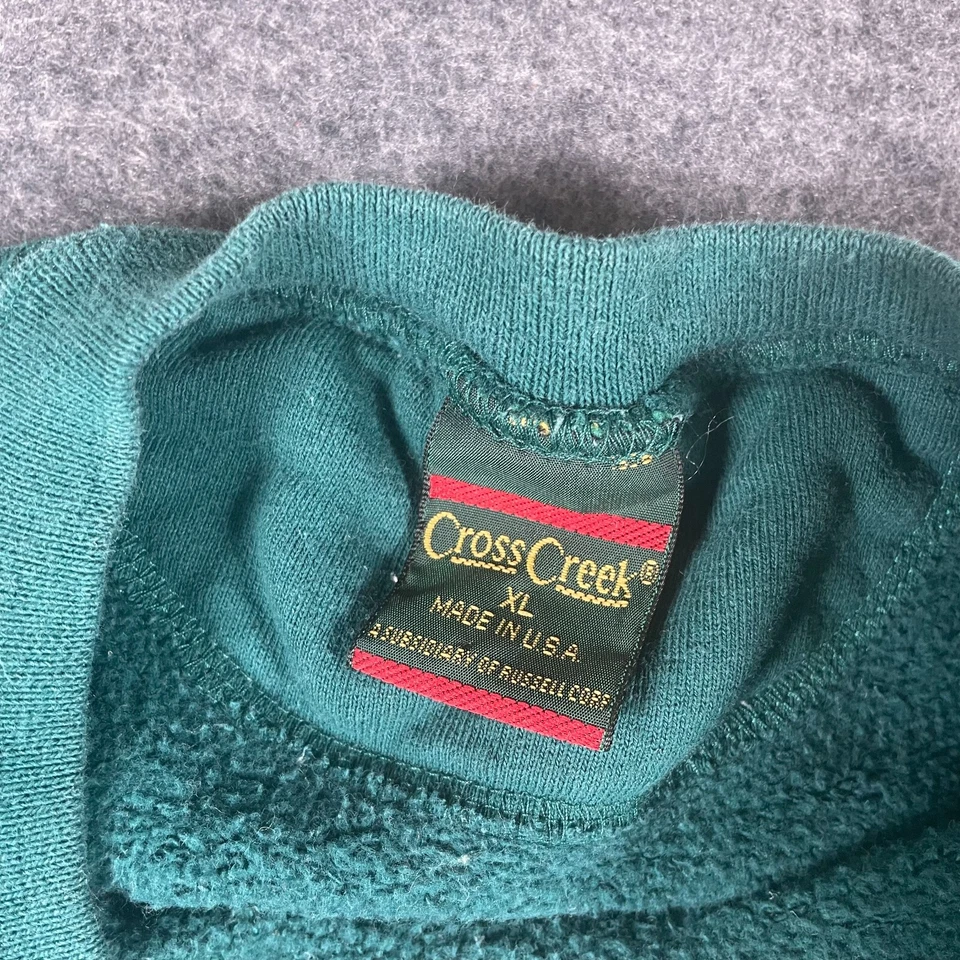 CrossCreek®
XL
MADE IN U.S.A.
A SUBSIDIARY OF RUSSELL CORP